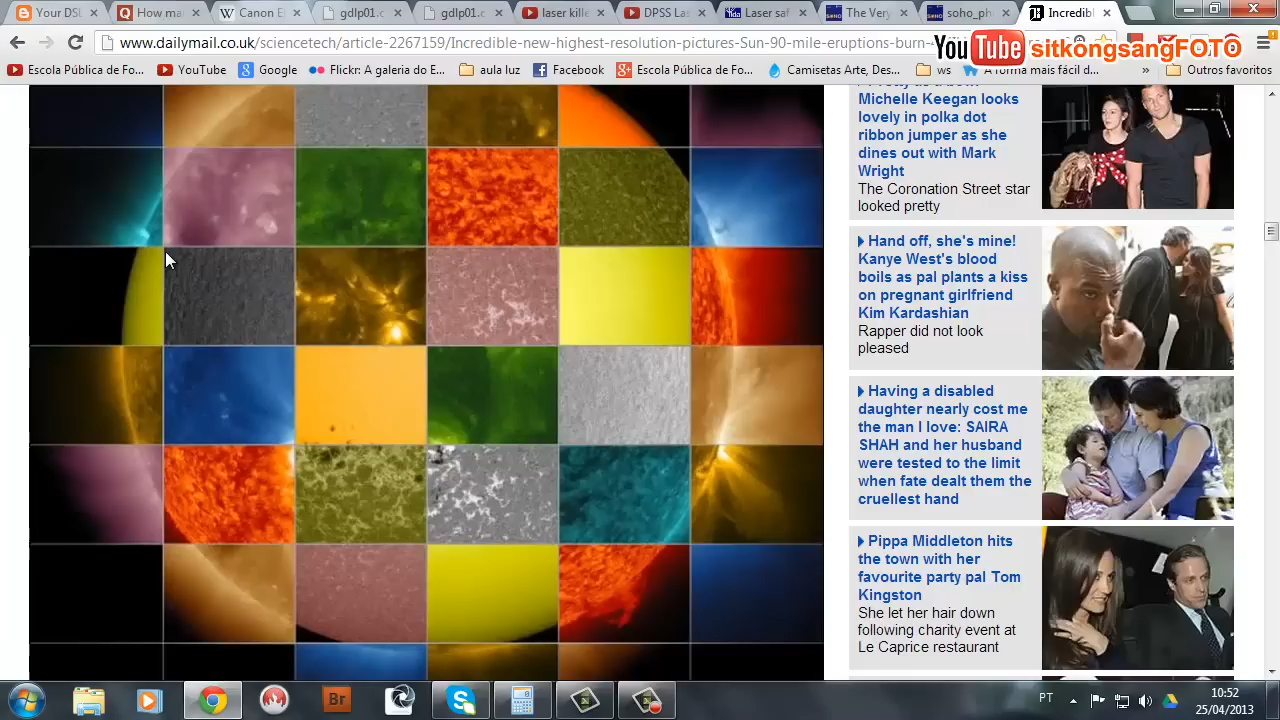 Your DSL
How mar
Canon E
gdlp01.c
gdlp01.c
laser kille
DPSS Las
Laser saf
The Very
soho_ph
Incredibl
www.dailymail.co.uk/sciencetech/article-2267159/Incredible-new-highest-resolution-pictures-Sun-90-mile-eruptions-burn-
YouTube sitkongsangFOTO
Escola Pública de Fo...
YouTube
Google
Flickr: A galeria de...
apagar
Facebook
Escola Pública de Fo...
Camisetas Arte, Des...
ws
A forma mais fácil d...
»
Outros favoritos
Michelle Keegan looks
lovely in polka dot
ribbon jumper as she
dines out with Mark
Wright
The Coronation Street star
looked pretty
Hand off, she's mine!
Kanye West's blood
boils as pal plants a kiss
on pregnant girlfriend
Kim Kardashian
Rapper did not look
pleased
Having a disabled
daughter nearly cost me
the man I love: SAIRA
SHAH and her husband
were tested to the limit
when fate dealt them the
cruellest hand
Pippa Middleton hits
the town with her
favourite party pal Tom
Kingston
She let her hair down
following charity event at
Le Caprice restaurant
Br
PT
10:52
25/04/2013